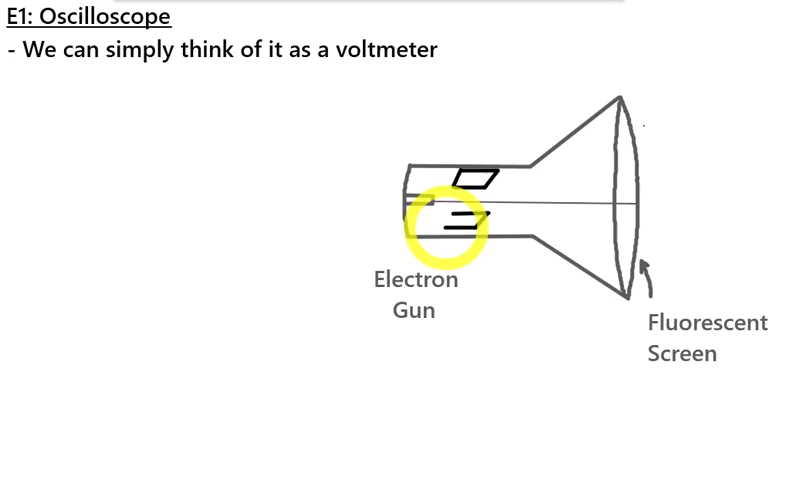 E1: Oscilloscope
- We can simply think of it as a voltmeter
Electron
Gun
Fluorescent
Screen